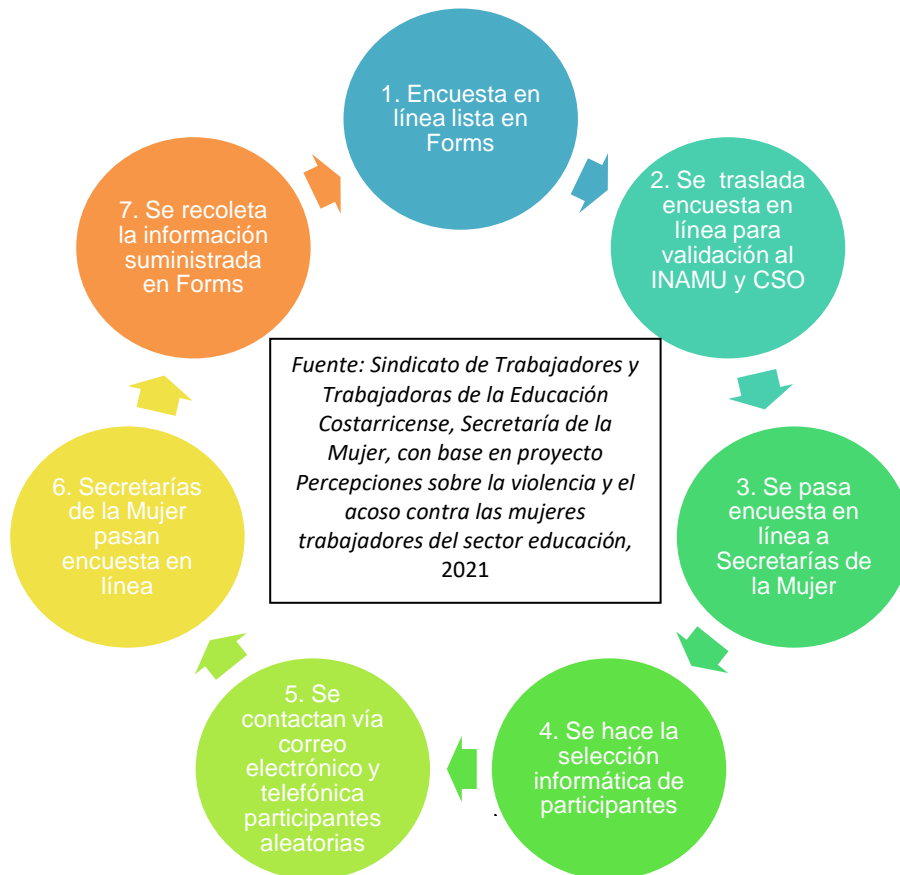 1. Encuesta en
línea lista en
Forms
2. Se traslada
encuesta en
línea para
validación al
INAMU y CSO
3. Se pasa
encuesta en
línea a
Secretarías de
la Mujer
4. Se hace la
selección
informática de
participantes
5. Se
contactan vía
correo
electrónico y
telefónica
participantes
aleatorias
6. Secretarías
de la Mujer
pasan
encuesta en
línea
7. Se recoleta
la información
suministrada
en Forms
Fuente: Sindicato de Trabajadores y
Trabajadoras de la Educación
Costarricense, Secretaría de la
Mujer, con base en proyecto
Percepciones sobre la violencia y el
acoso contra las mujeres
trabajadores del sector educación,
2021
.